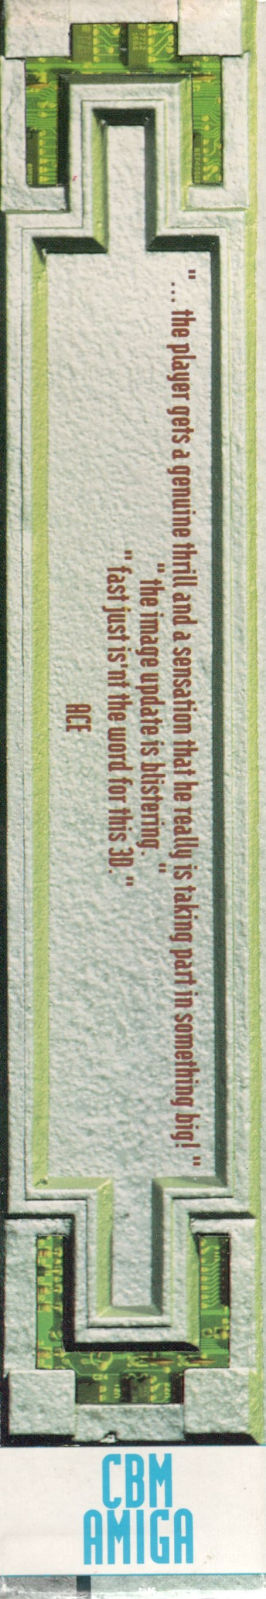 "... the player gets a genuine thrill and a sensation that he really is taking part in something big! "
" the image update is blistering. "
" fast just is nt the word for this 3D. "
ACE
CBM
AMIGA